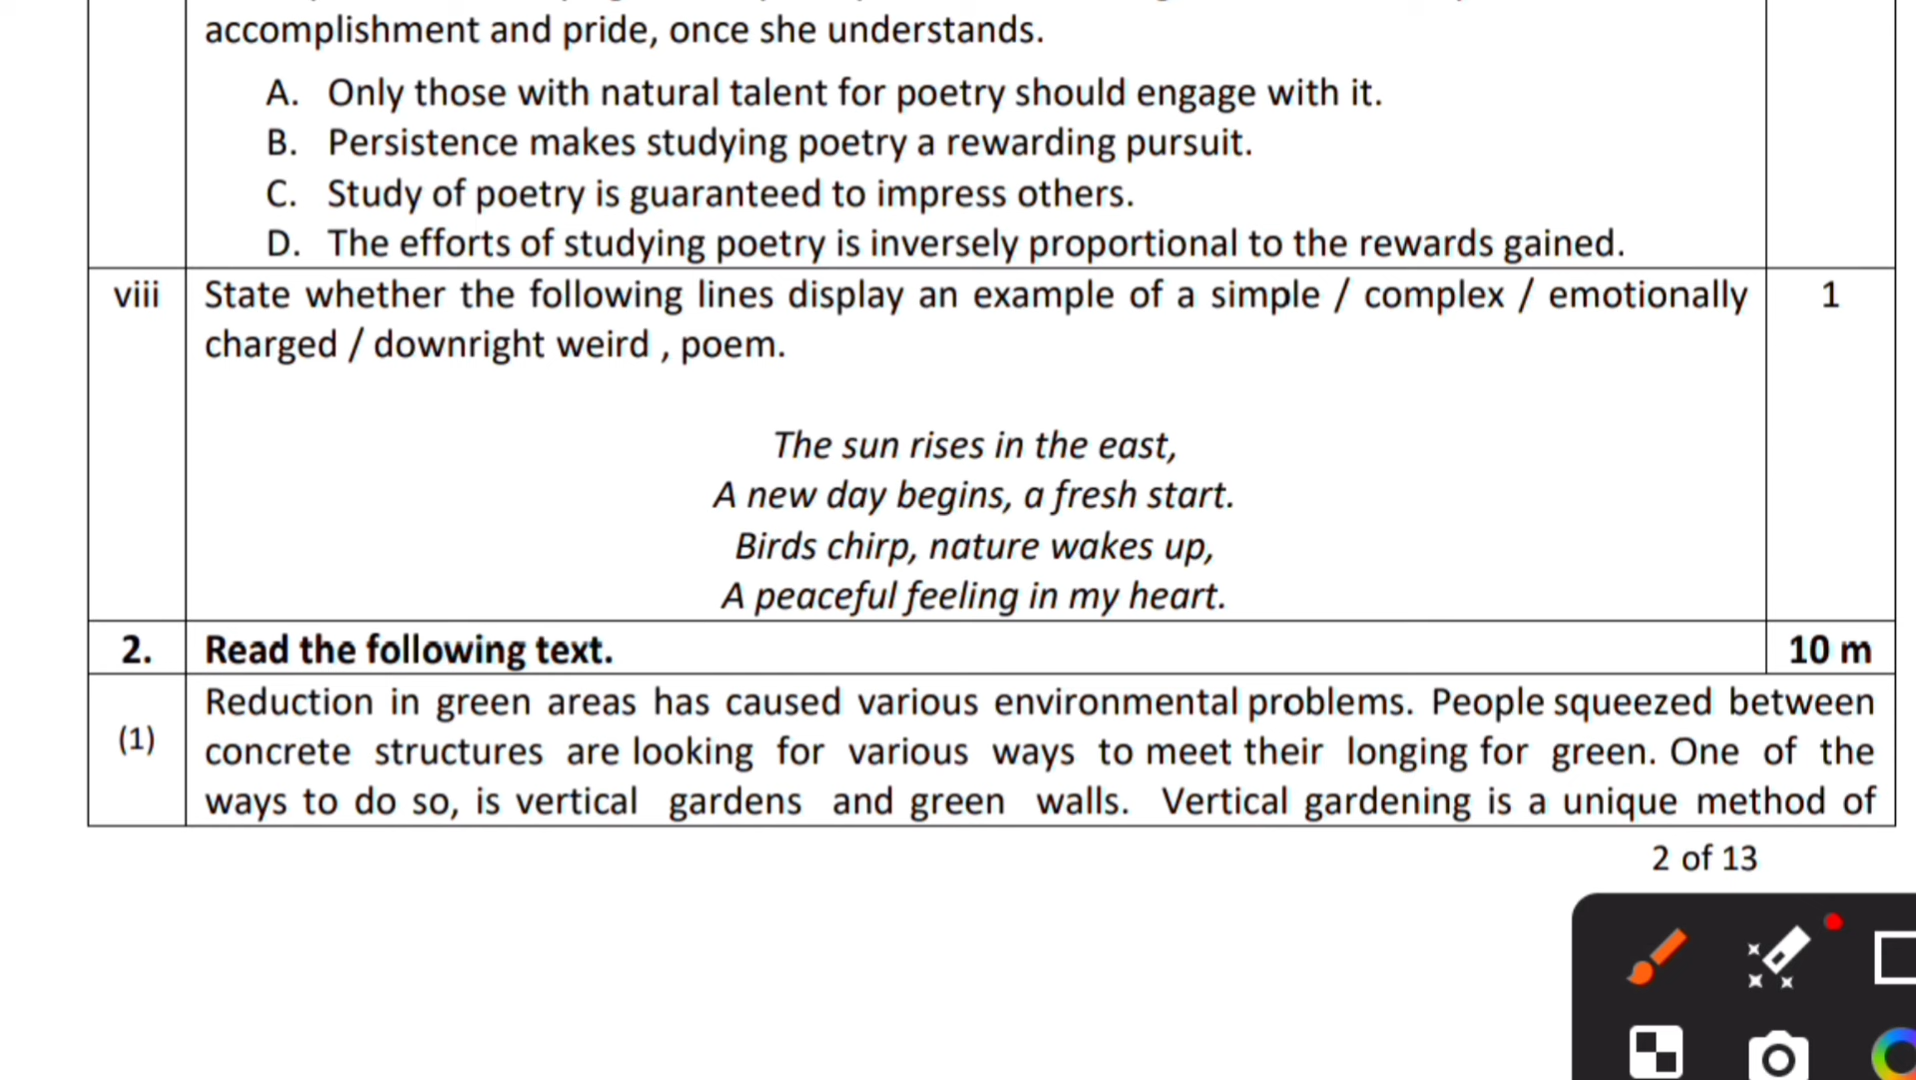 accomplishment and pride, once she understands.
A. Only those with natural talent for poetry should engage with it.
B. Persistence makes studying poetry a rewarding pursuit.
C. Study of poetry is guaranteed to impress others.
D. The efforts of studying poetry is inversely proportional to the rewards gained.
viii State whether the following lines display an example of a simple / complex / emotionally 1
charged / downright weird , poem.
The sun rises in the east,
A new day begins, a fresh start.
Birds chirp, nature wakes up,
A peaceful feeling in my heart.
2. Read the following text. 10 m
(1) Reduction in green areas has caused various environmental problems. People squeezed between
concrete structures are looking for various ways to meet their longing for green. One of the
ways to do so, is vertical gardens and green walls. Vertical gardening is a unique method of
2 of 13